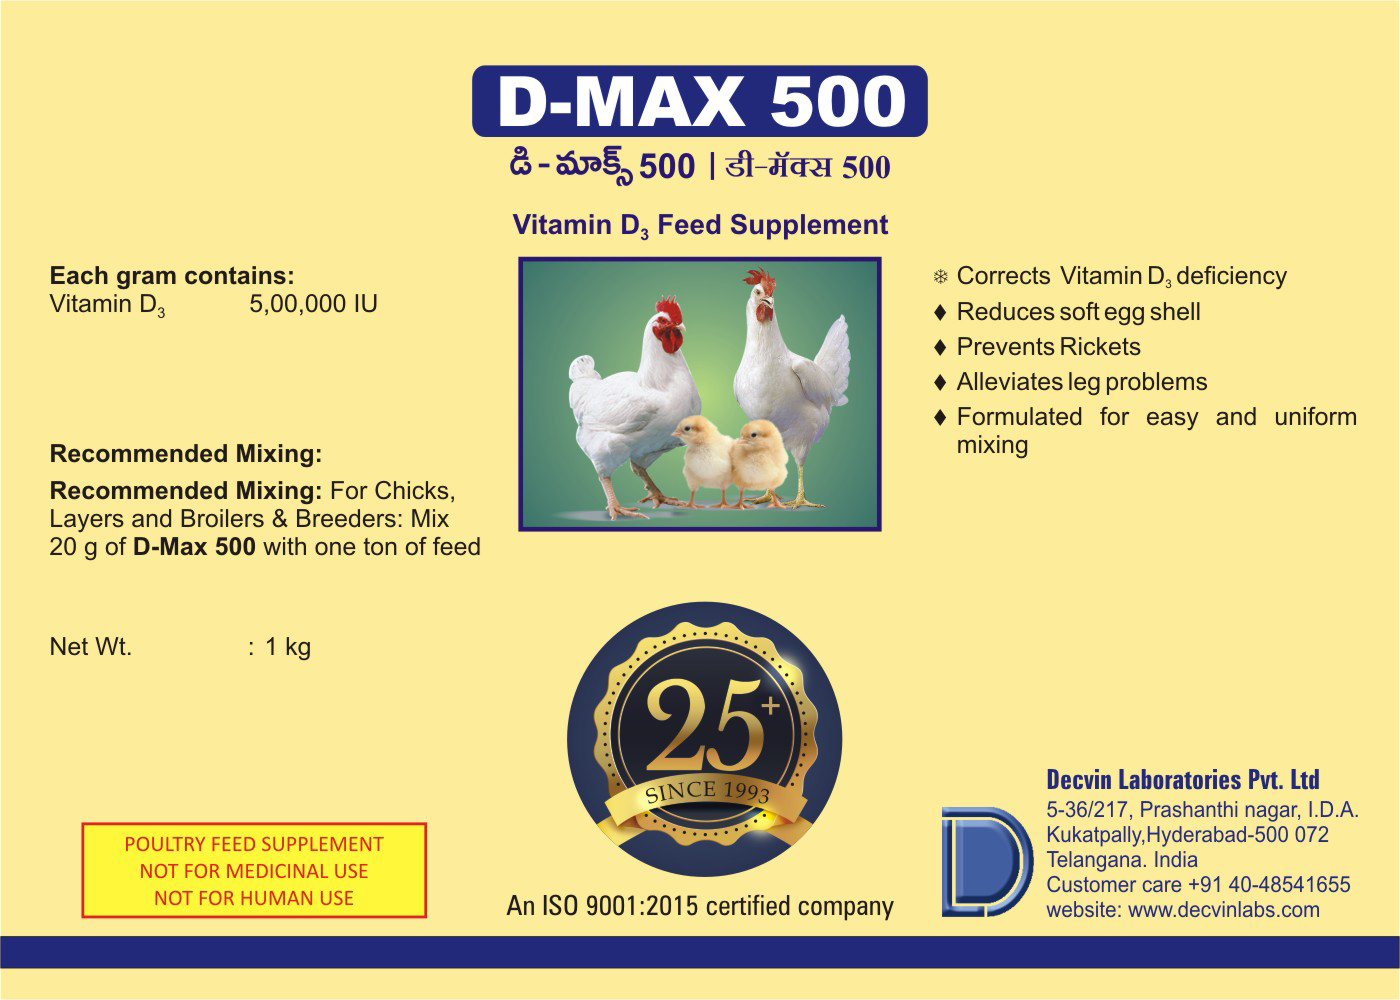 D-MAX 500
డి - మాక్స్ 500 | डी-मॅक्स 500
Vitamin D3 Feed Supplement
Each gram contains:
Vitamin D3 5,00,000 IU
Recommended Mixing:
Recommended Mixing: For Chicks,
Layers and Broilers & Breeders: Mix
20 g of D-Max 500 with one ton of feed
Net Wt. : 1 kg
POULTRY FEED SUPPLEMENT
NOT FOR MEDICINAL USE
NOT FOR HUMAN USE
25+
SINCE 1993
An ISO 9001:2015 certified company
❄ Corrects Vitamin D3 deficiency
♦ Reduces soft egg shell
♦ Prevents Rickets
♦ Alleviates leg problems
♦ Formulated for easy and uniform
mixing
D
Decvin Laboratories Pvt. Ltd
5-36/217, Prashanthi nagar, I.D.A.
Kukatpally,Hyderabad-500 072
Telangana. India
Customer care +91 40-48541655
website: www.decvinlabs.com